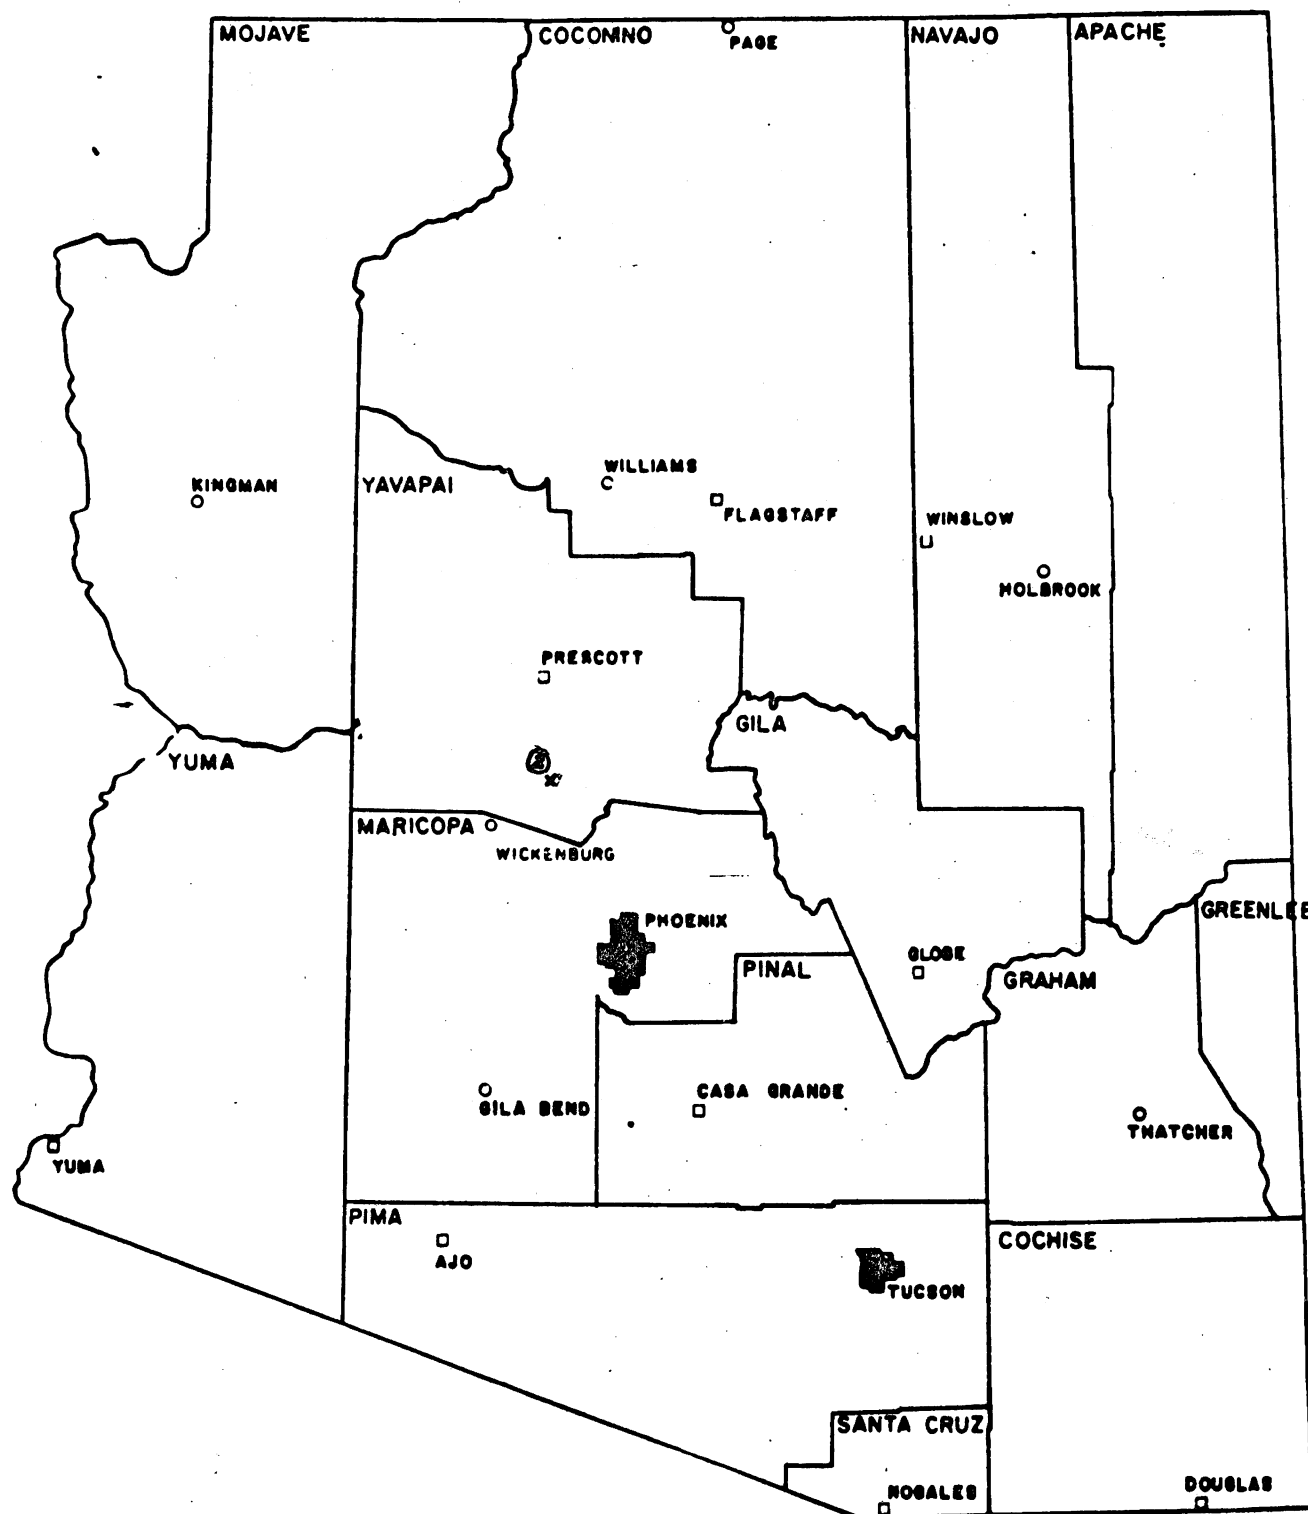 MOJAVE
COCONINO
PAGE
NAVAJO
APACHE
KINGMAN
YAVAPAI
WILLIAMS
FLAGSTAFF
WINSLOW
HOLBROOK
PRESCOTT
GILA
YUMA
2
X
MARICOPA
WICKENBURG
PHOENIX
GREENLEE
PINAL
GLOBE
GRAHAM
GILA BEND
CASA GRANDE
THATCHER
YUMA
PIMA
AJO
COCHISE
TUCSON
SANTA CRUZ
NOGALES
DOUGLAS